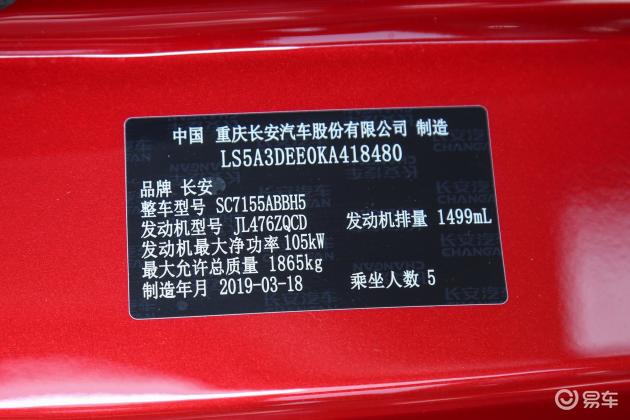 中国 重庆长安汽车股份有限公司 制造
LS5A3DEE0KA418480
品牌 长安
整车型号 SC7155ABBH5
发动机型号 JL476ZQCD
发动机排量 1499mL
发动机最大净功率 105kW
最大允许总质量 1865kg
制造年月 2019-03-18
乘坐人数 5
易车